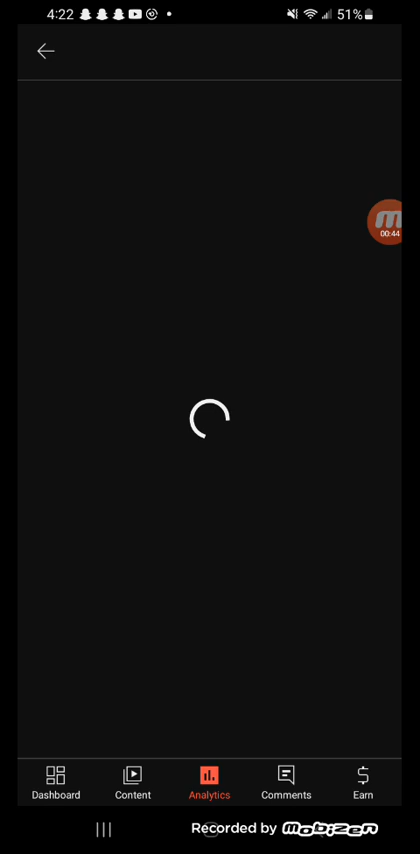 4:22 51%
00:44
Dashboard Content Analytics Comments Earn
Recorded by Mobizen